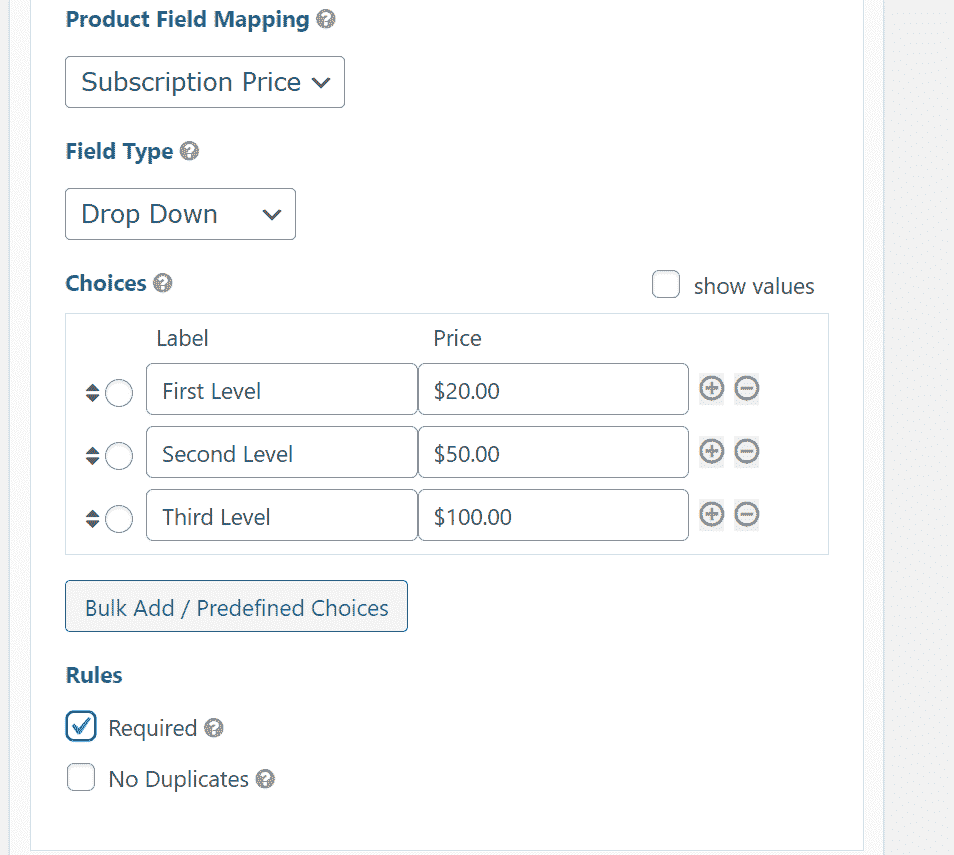 Product Field Mapping
Subscription Price
Field Type
Drop Down
Choices
show values
Label Price
First Level $20.00
Second Level $50.00
Third Level $100.00
Bulk Add / Predefined Choices
Rules
Required
No Duplicates